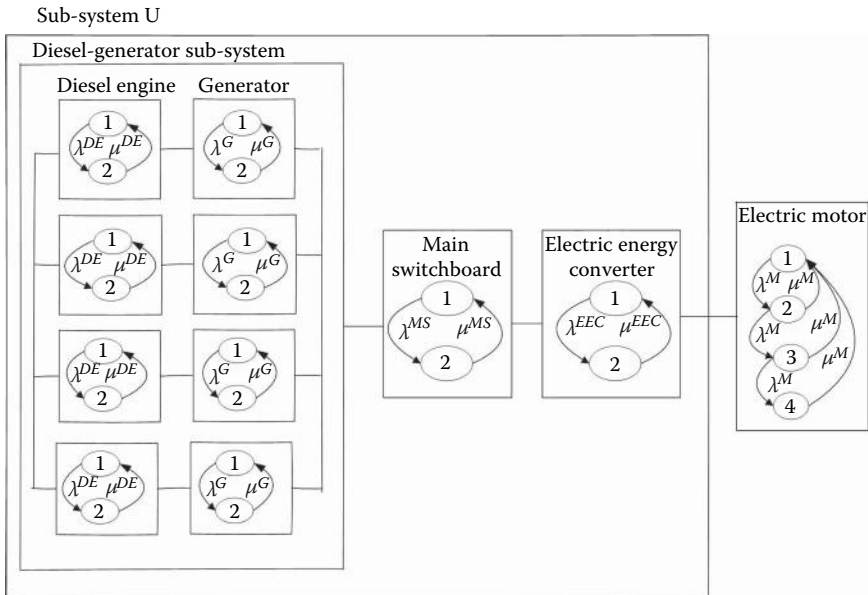 Sub-system U
Diesel-generator sub-system
Diesel engine Generator
1 1
λ^DE μ^DE λ^G μ^G
2 2
1 1
λ^DE μ^DE λ^G μ^G
2 2
1 1
λ^DE μ^DE λ^G μ^G
2 2
1 1
λ^DE μ^DE λ^G μ^G
2 2
Main
switchboard
1
λ^MS μ^MS
2
Electric energy
converter
1
λ^EEC μ^EEC
2
Electric motor
1
λ^M μ^M
2
λ^M μ^M
3
λ^M μ^M
4